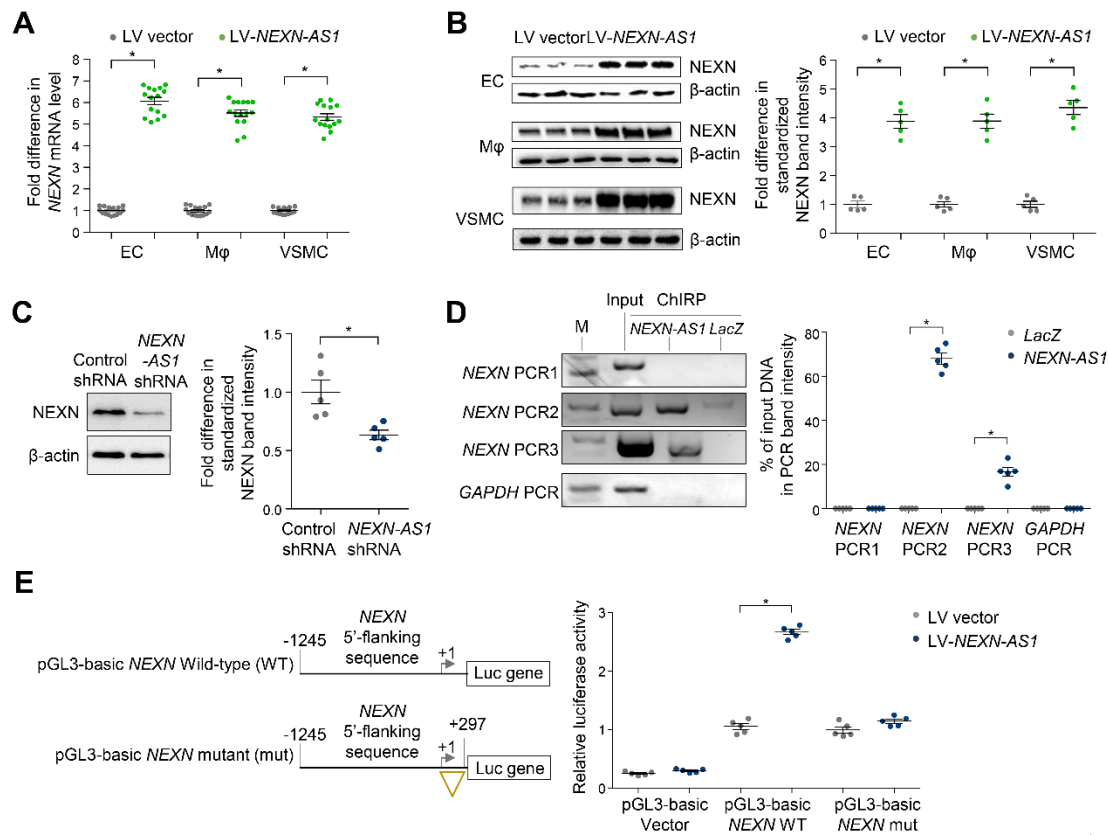 A
LV vector LV-NEXN-AS1
Fold difference in
NEXN mRNA level
8
7
6
5
4
3
2
1
0
* * *
EC Mφ VSMC
B
LV vector LV-NEXN-AS1
EC
NEXN
β-actin
Mφ
NEXN
β-actin
VSMC
NEXN
β-actin
LV vector
LV-NEXN-AS1
Fold difference in
standardized
NEXN band intensity
6
5
4
3
2
1
0
* * *
EC Mφ VSMC
C
Control
shRNA
NEXN
-AS1
shRNA
NEXN
β-actin
Fold difference in
standardized
NEXN band intensity
1.5
1.0
0.5
0.0
*
Control
shRNA
NEXN-AS1
shRNA
D
Input ChIRP
M NEXN-AS1 LacZ
NEXN PCR1
NEXN PCR2
NEXN PCR3
GAPDH PCR
% of input DNA
in PCR band intensity
80
60
40
20
0
* *
LacZ
NEXN-AS1
NEXN
PCR1
NEXN
PCR2
NEXN
PCR3
GAPDH
PCR
E
pGL3-basic NEXN Wild-type (WT)
-1245
NEXN
5’-flanking
sequence
+1
Luc gene
pGL3-basic NEXN mutant (mut)
-1245
NEXN
5’-flanking
sequence
+1
+297
Luc gene
Relative luciferase activity
3
2
1
0
*
LV vector
LV-NEXN-AS1
pGL3-basic
Vector
pGL3-basic
NEXN WT
pGL3-basic
NEXN mut